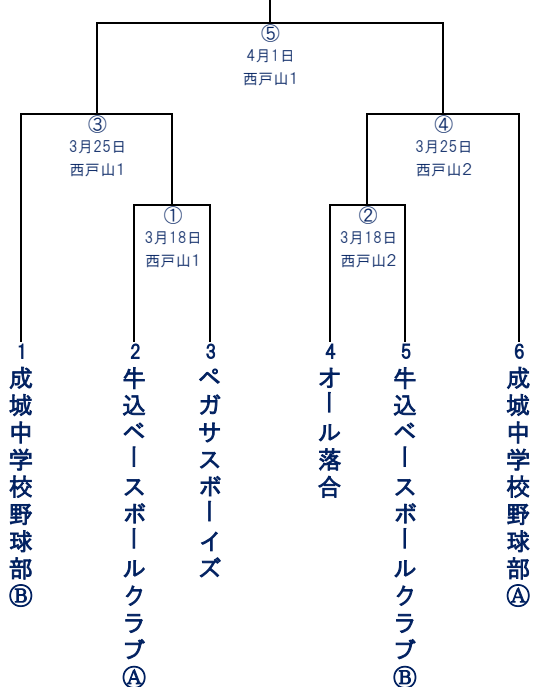 ⑤
4月1日
西戸山1
③
3月25日
西戸山1
④
3月25日
西戸山2
①
3月18日
西戸山1
②
3月18日
西戸山2
1
成城中学校野球部Ⓑ
2
牛込ベースボールクラブⒶ
3
ペガサスボーイズ
4
オール落合
5
牛込ベースボールクラブⒷ
6
成城中学校野球部Ⓐ